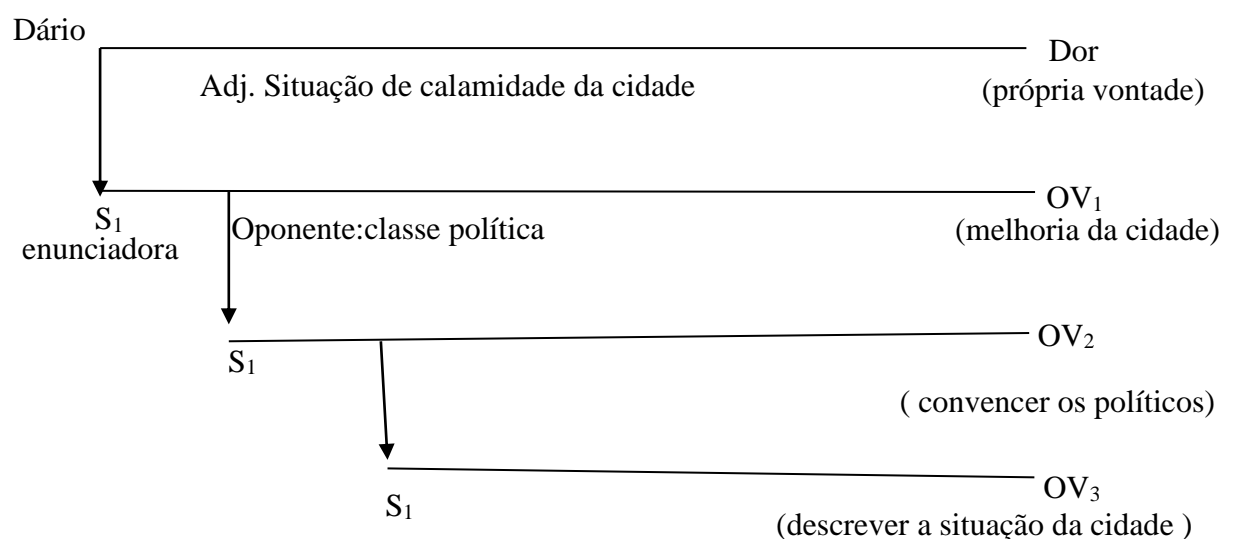 Dário
Dor
Adj. Situação de calamidade da cidade
(própria vontade)
S₁
OV₁
enunciadora
Oponente:classe política
(melhoria da cidade)
S₁
OV₂
( convencer os políticos)
S₁
OV₃
(descrever a situação da cidade )